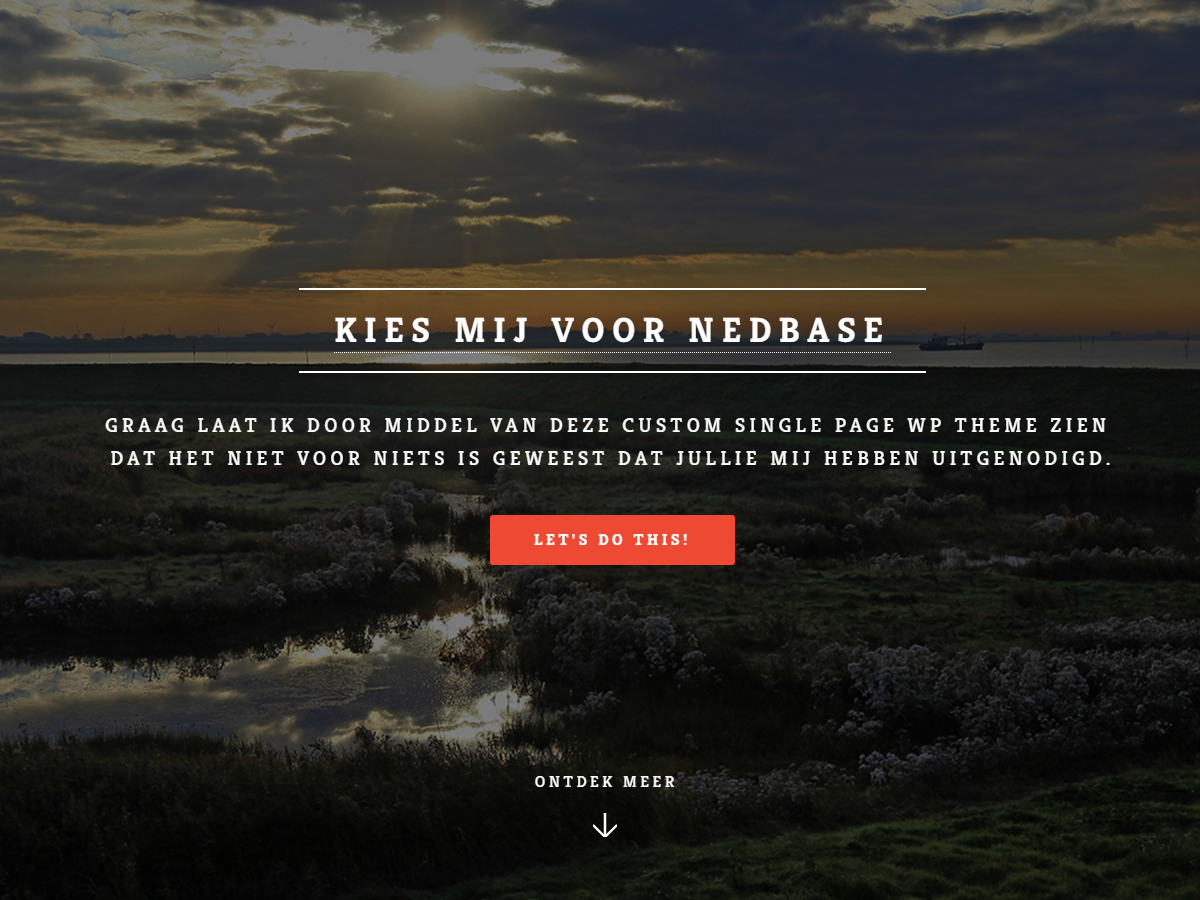 KIES MIJ VOOR NEDBASE
GRAAG LAAT IK DOOR MIDDEL VAN DEZE CUSTOM SINGLE PAGE WP THEME ZIEN
DAT HET NIET VOOR NIETS IS GEWEEST DAT JULLIE MIJ HEBBEN UITGENODIGD.
LET'S DO THIS!
ONTDEK MEER